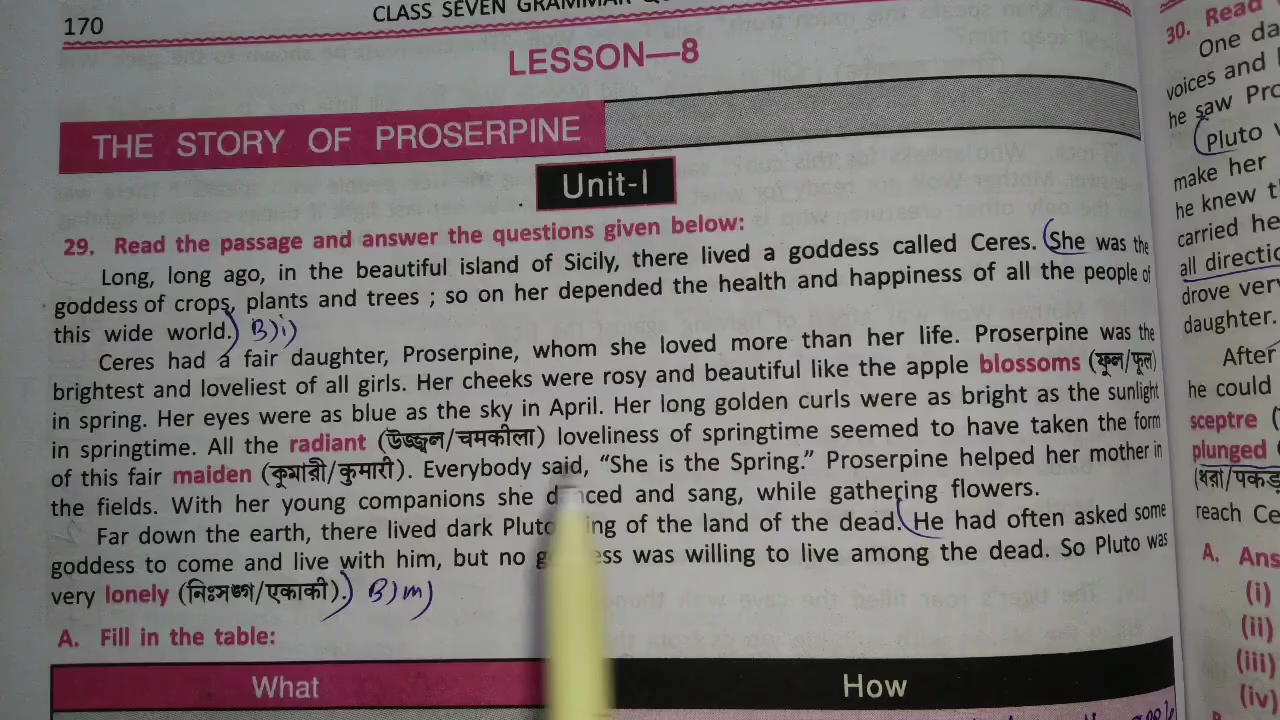 170
CLASS SEVEN GRAMMAR
LESSON—8
THE STORY OF PROSERPINE
Unit-I
29. Read the passage and answer the questions given below:
Long, long ago, in the beautiful island of Sicily, there lived a goddess called Ceres. She was the
goddess of crops, plants and trees ; so on her depended the health and happiness of all the people of
this wide world.) B)i)
Ceres had a fair daughter, Proserpine, whom she loved more than her life. Proserpine was the
brightest and loveliest of all girls. Her cheeks were rosy and beautiful like the apple blossoms (ফুল/फूल)
in spring. Her eyes were as blue as the sky in April. Her long golden curls were as bright as the sunlight
in springtime. All the radiant (উজ্জ্বল/चमकीला) loveliness of springtime seemed to have taken the form
of this fair maiden (কুমারী/कुमारी). Everybody said, “She is the Spring.” Proserpine helped her mother in
the fields. With her young companions she danced and sang, while gathering flowers.
Far down the earth, there lived dark Pluto of the land of the dead. He had often asked some
goddess to come and live with him, but no was willing to live among the dead. So Pluto was
very lonely (নিঃসঙ্গ/एकाकी).) B)
A. Fill in the table:
What
How
30. Read
One da
voices and
he saw Pro
Pluto
make her
he knew
carried he
all directio
drove very
daughter.
After
he could
sceptre
plunged
(ধরা/पकड़
reach Ce
A. Ans
(i)
(ii)
(iii)
(iv)